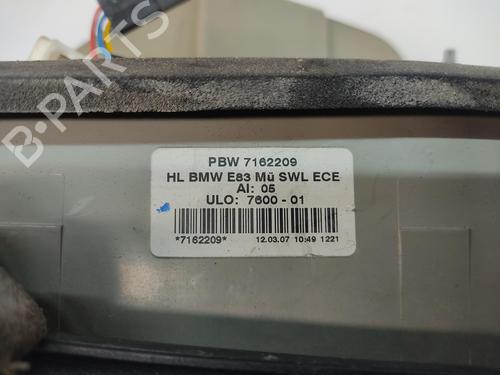 B-PARTS
PBW 7162209
HL BMW E83 Mü SWL ECE
AI: 05
ULO: 7600 - 01
*7162209* 12.03.07 10:49 1221